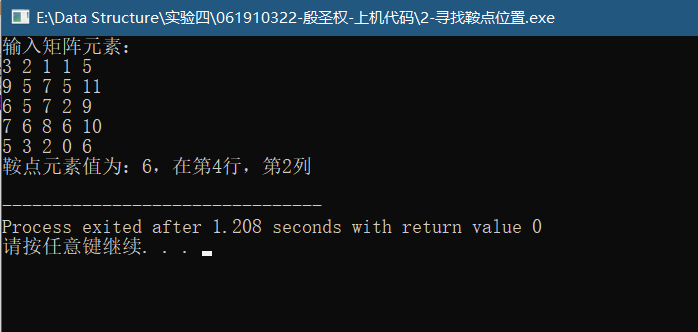 E:\Data Structure\实验四\061910322-殷圣权-上机代码\2-寻找鞍点位置.exe
输入矩阵元素：
3 2 1 1 5
9 5 7 5 11
6 5 7 2 9
7 6 8 6 10
5 3 2 0 6
鞍点元素值为：6，在第4行，第2列
--------------------------------
Process exited after 1.208 seconds with return value 0
请按任意键继续. . .